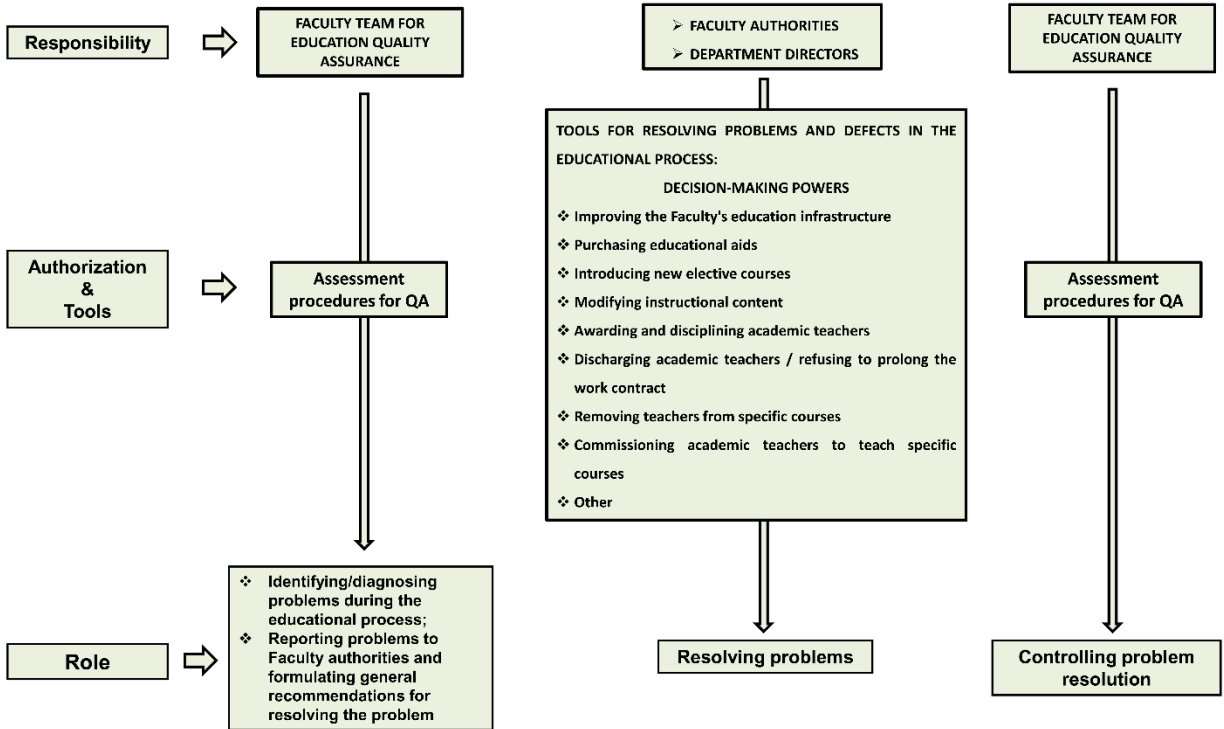 Responsibility
FACULTY TEAM FOR
EDUCATION QUALITY
ASSURANCE
➢ FACULTY AUTHORITIES
➢ DEPARTMENT DIRECTORS
FACULTY TEAM FOR
EDUCATION QUALITY
ASSURANCE
Authorization
&
Tools
Assessment
procedures for QA
TOOLS FOR RESOLVING PROBLEMS AND DEFECTS IN THE
EDUCATIONAL PROCESS:
DECISION-MAKING POWERS
❖ Improving the Faculty's education infrastructure
❖ Purchasing educational aids
❖ Introducing new elective courses
❖ Modifying instructional content
❖ Awarding and disciplining academic teachers
❖ Discharging academic teachers / refusing to prolong the
work contract
❖ Removing teachers from specific courses
❖ Commissioning academic teachers to teach specific
courses
❖ Other
Assessment
procedures for QA
Role
❖ Identifying/diagnosing
problems during the
educational process;
❖ Reporting problems to
Faculty authorities and
formulating general
recommendations for
resolving the problem
Resolving problems
Controlling problem
resolution